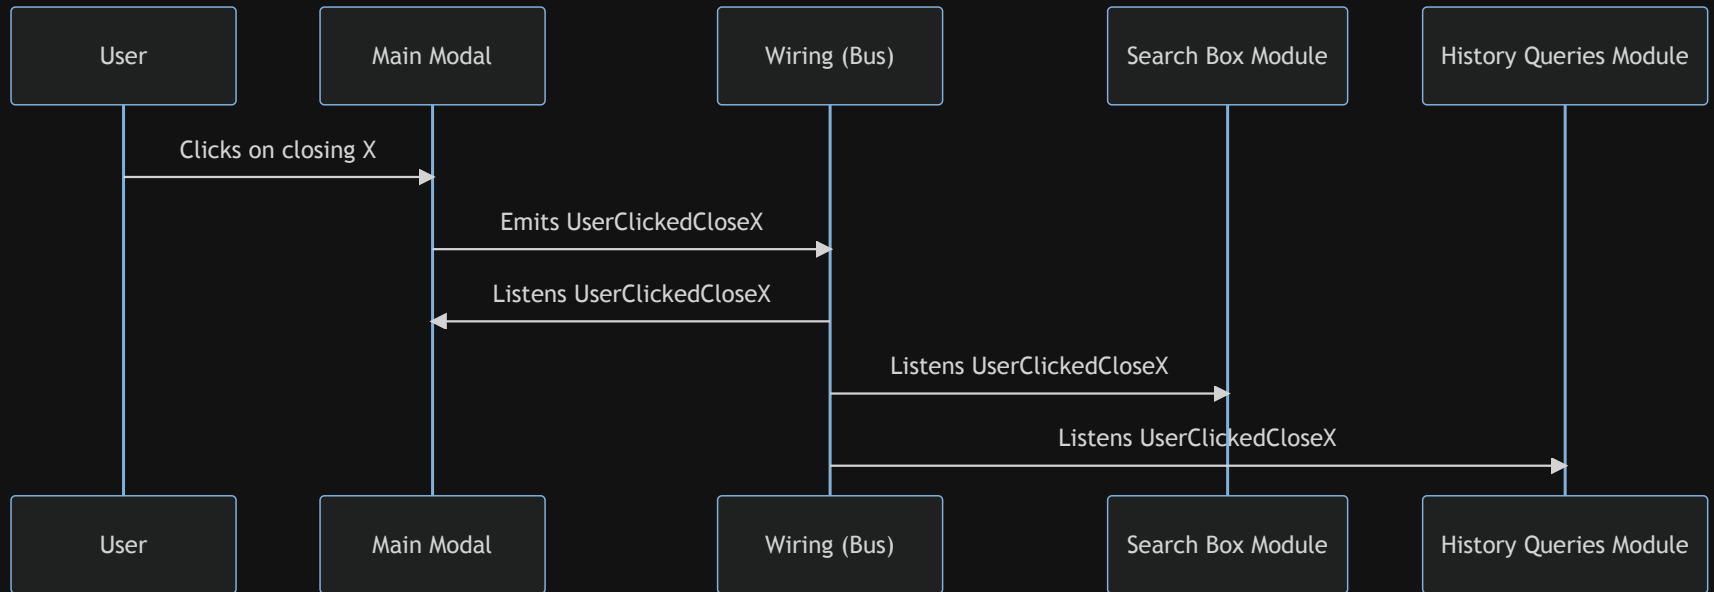 User
Main Modal
Wiring (Bus)
Search Box Module
History Queries Module
Clicks on closing X
Emits UserClickedCloseX
Listens UserClickedCloseX
Listens UserClickedCloseX
Listens UserClickedCloseX
User
Main Modal
Wiring (Bus)
Search Box Module
History Queries Module